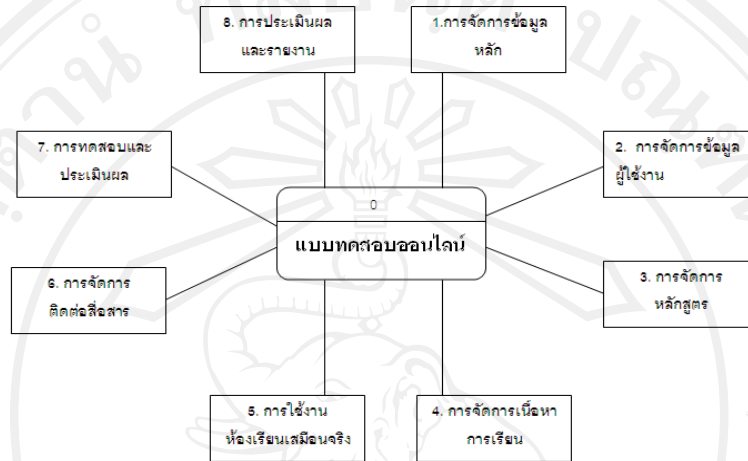 8. การประเมินผล
และรายงาน
1.การจัดการข้อมูล
หลัก
7. การทดสอบและ
ประเมินผล
2. การจัดการข้อมูล
ผู้ใช้งาน
0
แบบทดสอบออนไลน์
6. การจัดการ
ติดต่อสื่อสาร
3. การจัดการ
หลักสูตร
5. การใช้งาน
ห้องเรียนเสมือนจริง
4. การจัดการเนื้อหา
การเรียน